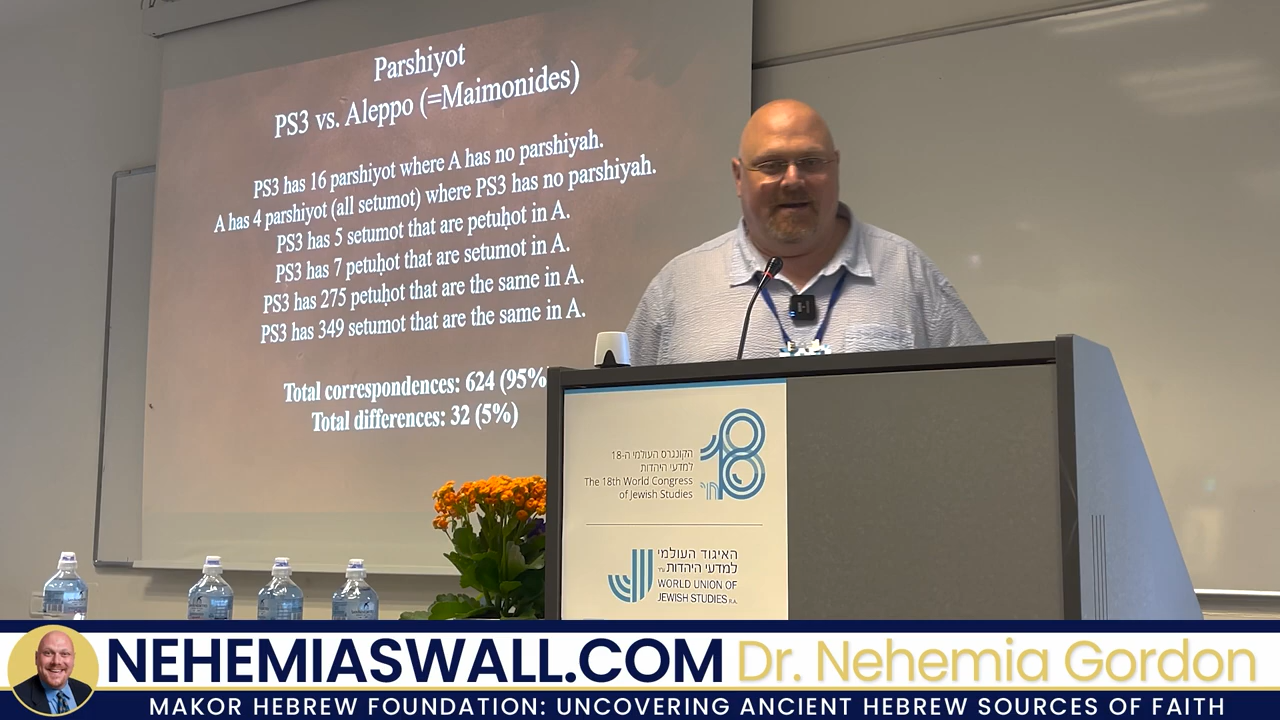 Parshiyot
PS3 vs. Aleppo (=Maimonides)
PS3 has 16 parshiyot where A has no parshiyah.
A has 4 parshiyot (all setumot) where PS3 has no parshiyah.
PS3 has 5 setumot that are petuḥot in A.
PS3 has 7 petuḥot that are setumot in A.
PS3 has 275 petuḥot that are the same in A.
PS3 has 349 setumot that are the same in A.
Total correspondences: 624 (95%
Total differences: 32 (5%)
18
הקונגרס העולמי ה-18
למדעי היהדות
The 18th World Congress
of Jewish Studies
האיגוד העולמי
למדעי היהדות
WORLD UNION OF
JEWISH STUDIES R.A.
NEHEMIASWALL.COM Dr. Nehemia Gordon
MAKOR HEBREW FOUNDATION: UNCOVERING ANCIENT HEBREW SOURCES OF FAITH